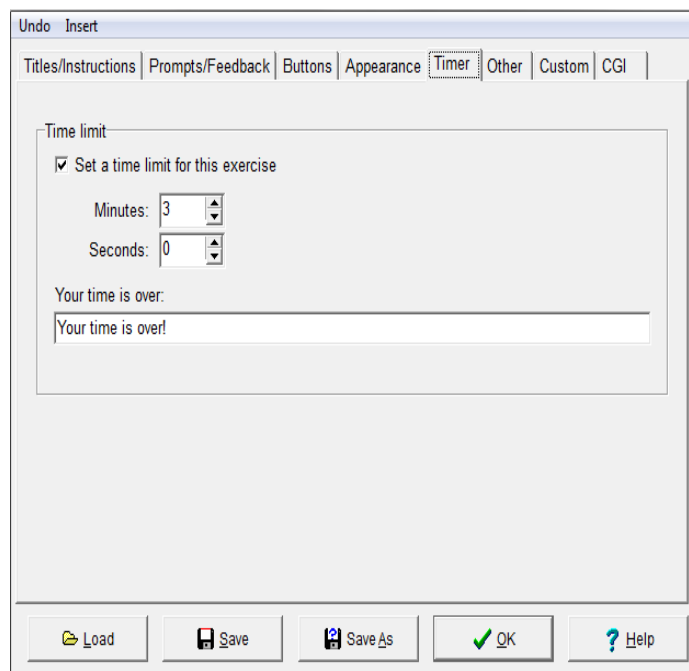 Undo Insert
Titles/Instructions Prompts/Feedback Buttons Appearance Timer Other Custom CGI
Time limit
Set a time limit for this exercise
Minutes: 3
Seconds: 0
Your time is over:
Your time is over!
Load Save Save As OK Help